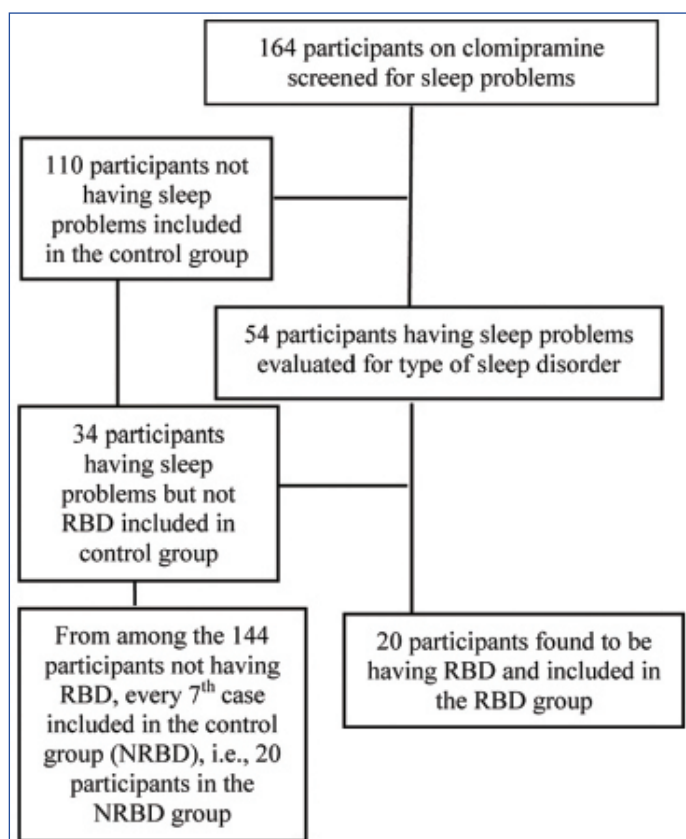 164 participants on clomipramine
screened for sleep problems
110 participants not
having sleep
problems included
in the control group
54 participants having sleep problems
evaluated for type of sleep disorder
34 participants
having sleep
problems but not
RBD included in
control group
From among the 144
participants not having
RBD, every 7th case
included in the control
group (NRBD), i.e., 20
participants in the
NRBD group
20 participants found to be
having RBD and included in
the RBD group